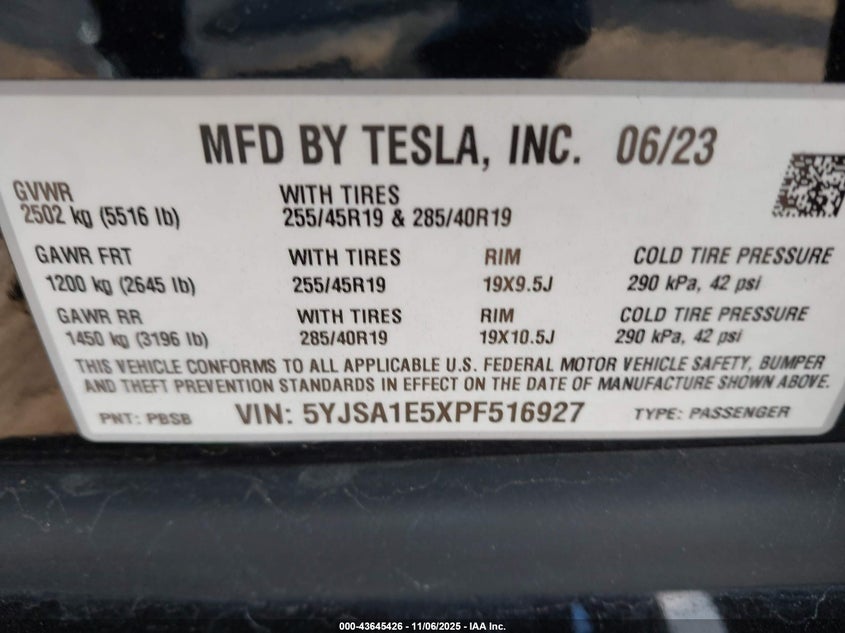 MFD BY TESLA, INC. 06/23
GVWR WITH TIRES
2502 kg (5516 lb) 255/45R19 & 285/40R19
GAWR FRT WITH TIRES RIM COLD TIRE PRESSURE
1200 kg (2645 lb) 255/45R19 19X9.5J 290 kPa, 42 psi
GAWR RR WITH TIRES RIM COLD TIRE PRESSURE
1450 kg (3196 lb) 285/40R19 19X10.5J 290 kPa, 42 psi
THIS VEHICLE CONFORMS TO ALL APPLICABLE U.S. FEDERAL MOTOR VEHICLE SAFETY, BUMPER
AND THEFT PREVENTION STANDARDS IN EFFECT ON THE DATE OF MANUFACTURE SHOWN ABOVE.
PNT: PBSB VIN: 5YJSA1E5XPF516927 TYPE: PASSENGER
000-43645426 - 11/06/2025 - IAA Inc.